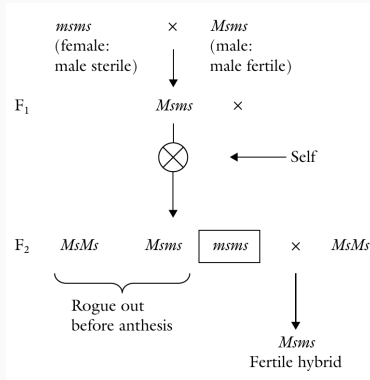 msms × Msms
(female: (male:
male sterile) male fertile)
F1 Msms ×
Self
F2 MsMs Msms msms × MsMs
Rogue out
before anthesis
Msms
Fertile hybrid